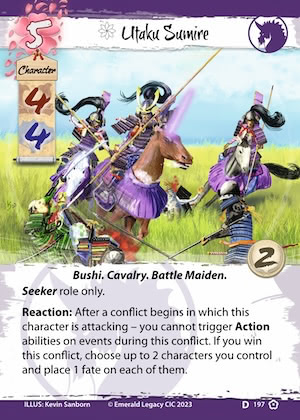 5
Utaku Sumire
Character
4
4
2
Bushi. Cavalry. Battle Maiden.
Seeker role only.
Reaction: After a conflict begins in which this
character is attacking – you cannot trigger Action
abilities on events during this conflict. If you win
this conflict, choose up to 2 characters you control
and place 1 fate on each of them.
ILLUS: Kevin Sanborn © Emerald Legacy CIC 2023 D 197